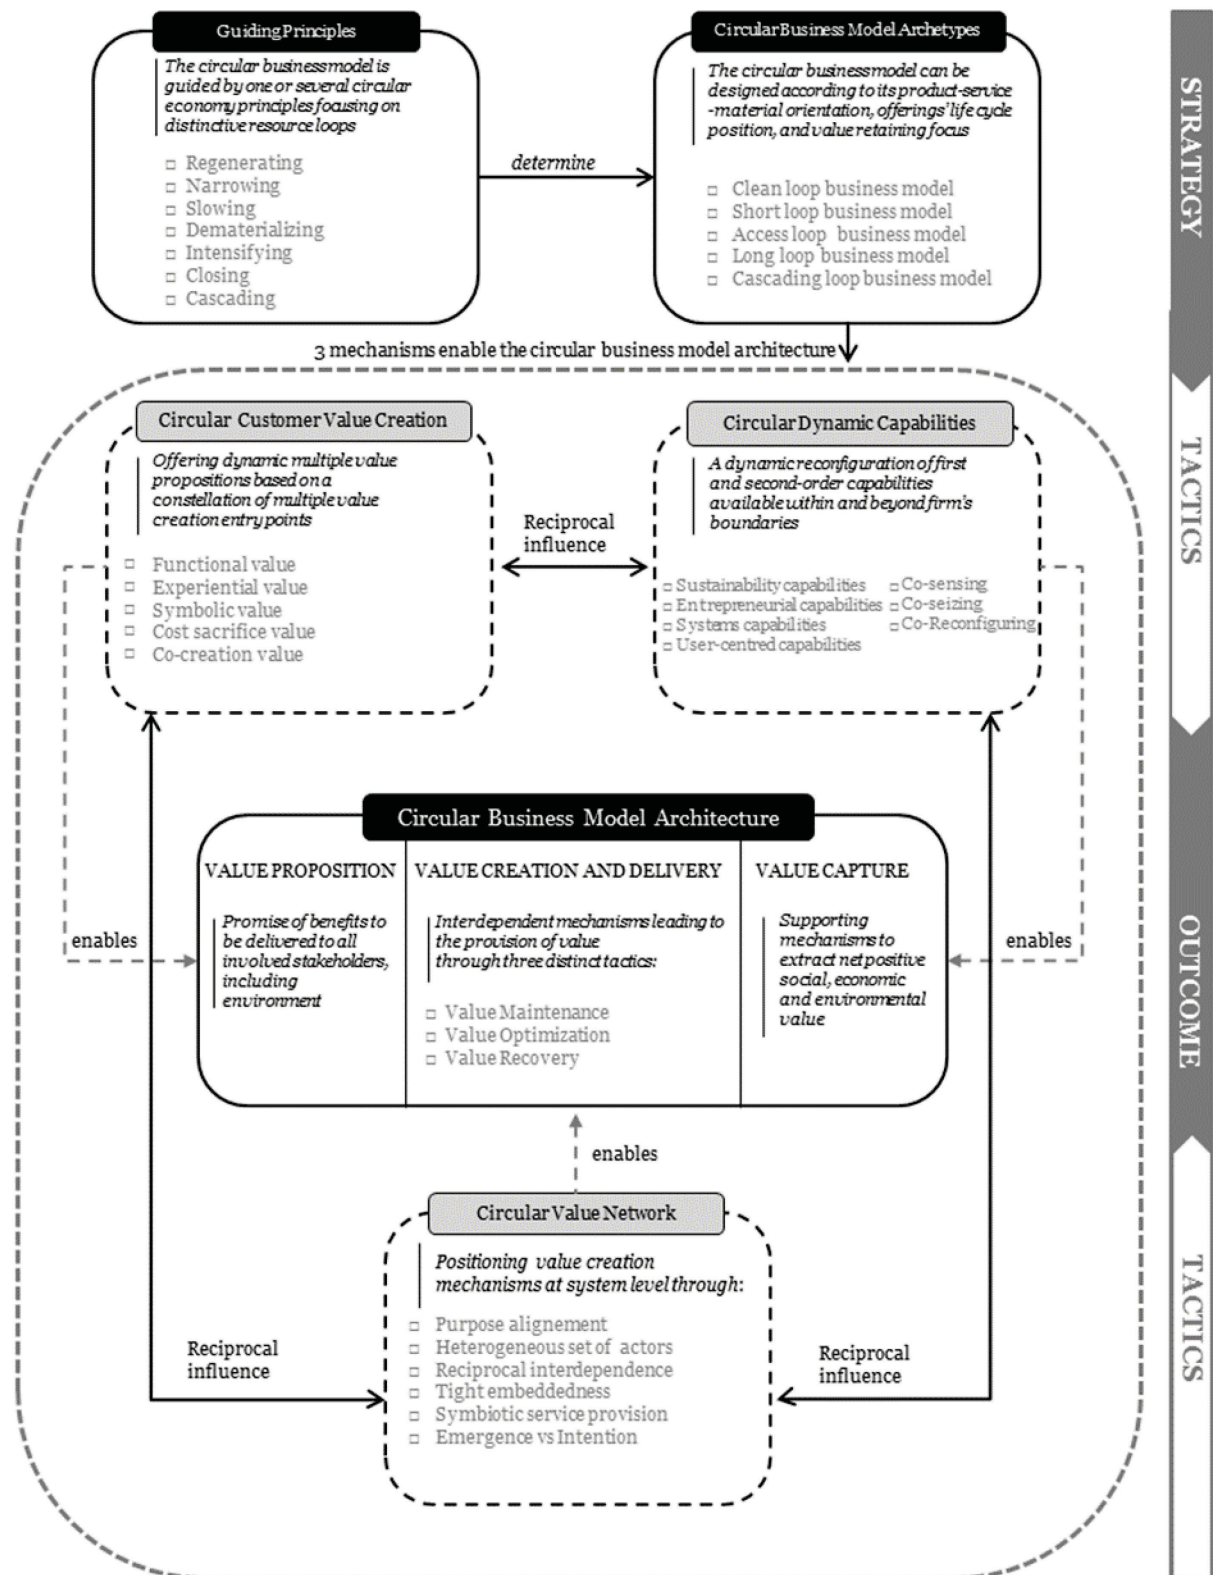 Guiding Principles
The circular business model is
guided by one or several circular
economy principles focusing on
distinctive resource loops
□ Regenerating
□ Narrowing
□ Slowing
□ Dematerializing
□ Intensifying
□ Closing
□ Cascading
determine
Circular Business Model Archetypes
The circular business model can be
designed according to its product-service
-material orientation, offerings' life cycle
position, and value retaining focus
□ Clean loop business model
□ Short loop business model
□ Access loop business model
□ Long loop business model
□ Cascading loop business model
STRATEGY
3 mechanisms enable the circular business model architecture
Circular Customer Value Creation
Offering dynamic multiple value
propositions based on a
constellation of multiple value
creation entry points
□ Functional value
□ Experiential value
□ Symbolic value
□ Cost sacrifice value
□ Co-creation value
Reciprocal
influence
Circular Dynamic Capabilities
A dynamic reconfiguration of first
and second-order capabilities
available within and beyond firm's
boundaries
□ Sustainability capabilities □ Co-sensing
□ Entrepreneurial capabilities □ Co-seizing
□ Systems capabilities □ Co-Reconfiguring
□ User-centred capabilities
TACTICS
Circular Business Model Architecture
VALUE PROPOSITION
Promise of benefits to
be delivered to all
involved stakeholders,
including
environment
VALUE CREATION AND DELIVERY
Interdependent mechanisms leading to
the provision of value
through three distinct tactics:
□ Value Maintenance
□ Value Optimization
□ Value Recovery
VALUE CAPTURE
Supporting
mechanisms to
extract net positive
social, economic
and environmental
value
enables
enables
OUTCOME
enables
Circular Value Network
Positioning value creation
mechanisms at system level through:
□ Purpose alignement
□ Heterogeneous set of actors
□ Reciprocal interdependence
□ Tight embeddedness
□ Symbiotic service provision
□ Emergence vs Intention
Reciprocal
influence
Reciprocal
influence
TACTICS